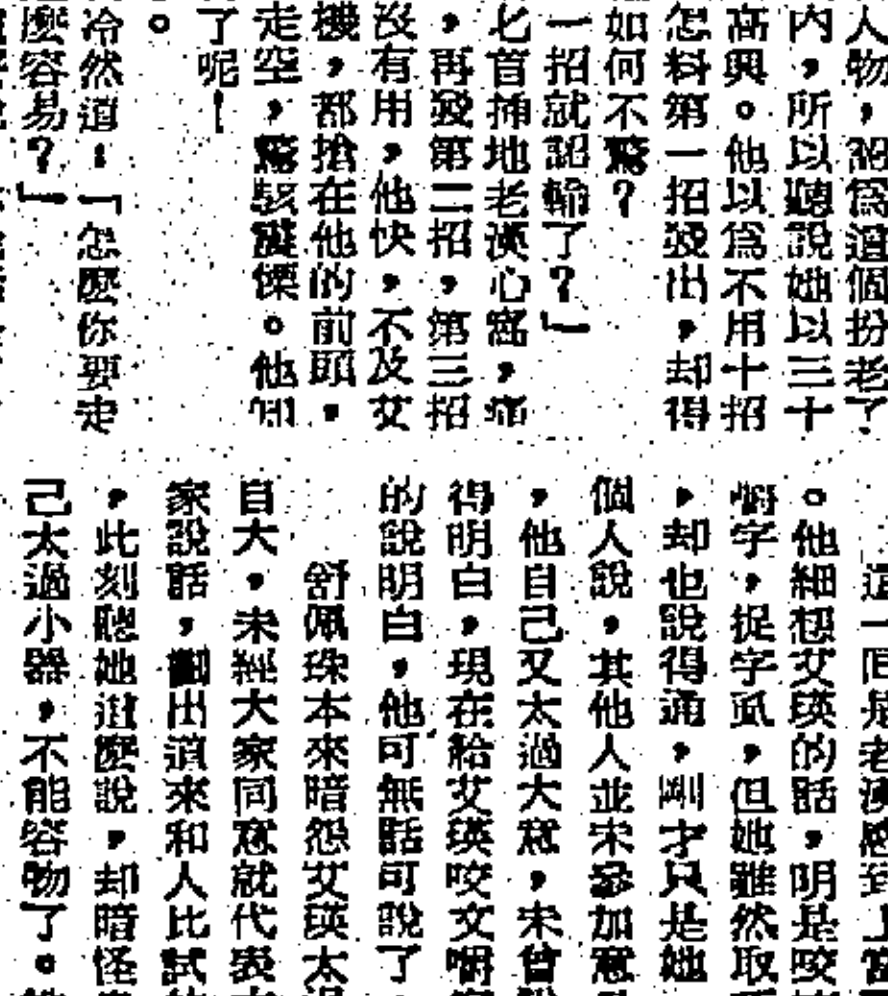 人物，認爲這個扮老了
內，所以聽說她以三十
高興。他以爲不用十招
怎料第一招發出，却得
如何不驚？
一招就認輸了？」
匕首插地老漢心窩，痛
，再發第二招，第三招
沒有用，他快，不及艾
機，都搶在他的前頭，
走空，驚駭震慄。他知
了呢！
。
冷然道：「怎麼你要走
麼容易？」
這一回是老漢感到上當
。他細想艾瑛的話，明是咬
嚼字，捉字虱，但她雖然取
，却也說得通，剛才只是她
個人說，其他人並未參加意
，他自己又太過大意，未曾說
得明白，現在給艾瑛咬文嚼
的說明白，他可無話可說了
舒佩珠本來暗怨艾瑛太
自大，未經大家同意就代表
家說話，劃出道來和人比試
，此刻聽她這麼說，却暗怪
己太過小器，不能容物了。